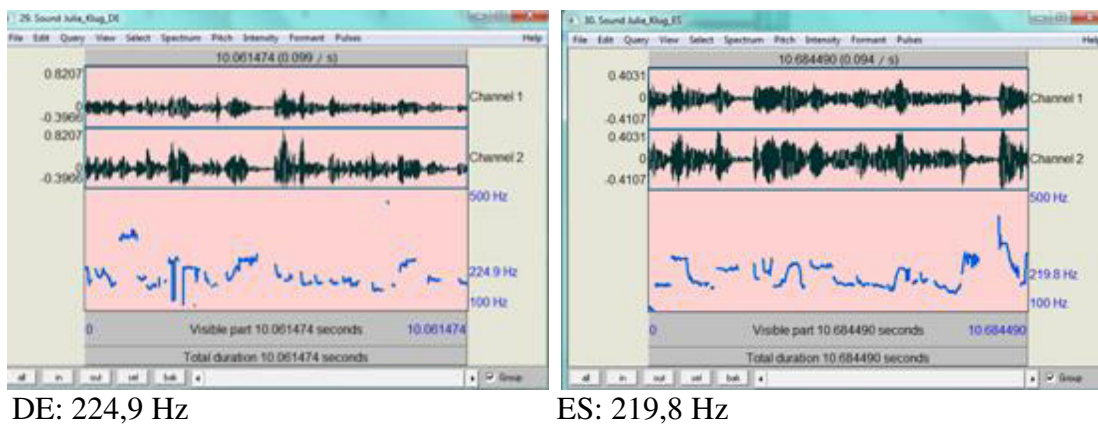 29. Sound Julia_Klug_DE
File Edit Query View Select Spectrum Pitch Intensity Formant Pulses Help
10.061474 (0.099 / s)
0.8207
0
-0.3966
Channel 1
0.8207
0
-0.3966
Channel 2
500 Hz
224.9 Hz
100 Hz
0 Visible part 10.061474 seconds 10.061474
Total duration 10.061474 seconds
all in out sel bak Group
DE: 224,9 Hz
30. Sound Julia_Klug_ES
File Edit Query View Select Spectrum Pitch Intensity Formant Pulses Help
10.684490 (0.094 / s)
0.4031
0
-0.4107
Channel 1
0.4031
0
-0.4107
Channel 2
500 Hz
219.8 Hz
100 Hz
0 Visible part 10.684490 seconds 10.684490
Total duration 10.684490 seconds
all in out sel bak Group
ES: 219,8 Hz